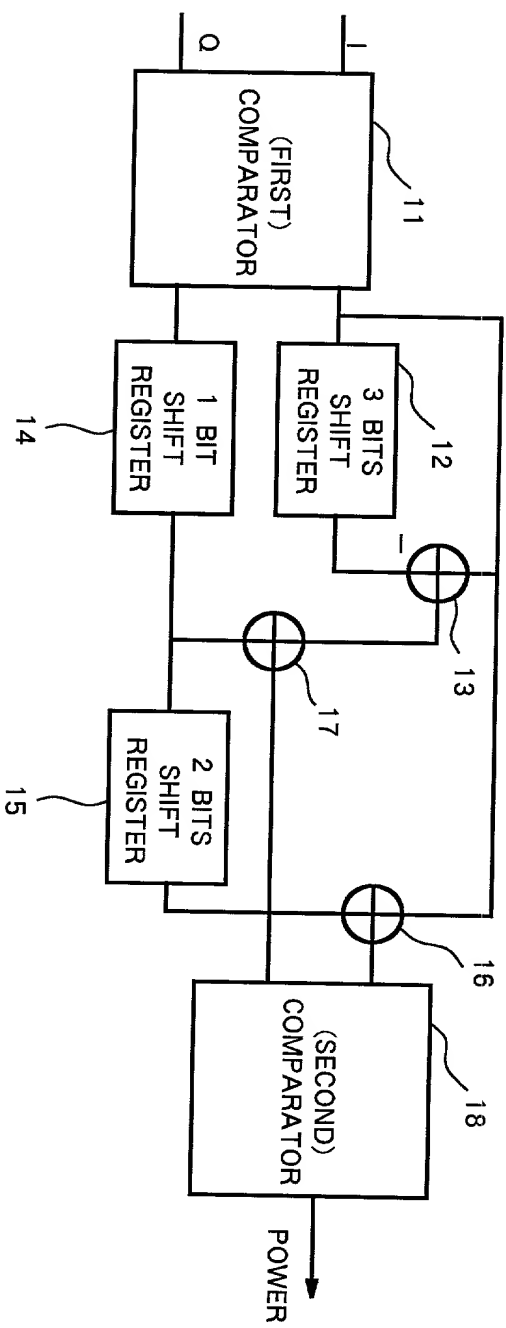 I
Q
(FIRST)
COMPARATOR
11
3 BITS
SHIFT
REGISTER
12
1 BIT
SHIFT
REGISTER
14
−
13
17
2 BITS
SHIFT
REGISTER
15
16
(SECOND)
COMPARATOR
18
POWER